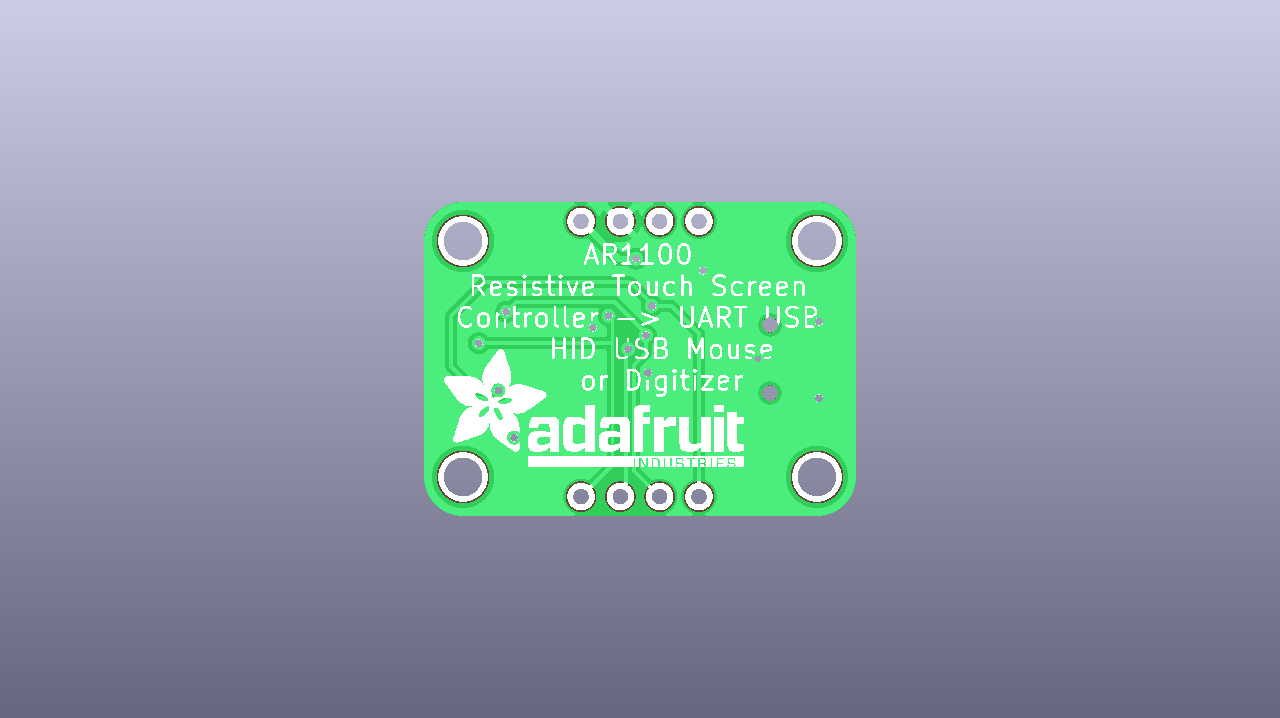 AR1100
Resistive Touch Screen
Controller -> UART USB
HID USB Mouse
or Digitizer
adafruit
INDUSTRIES